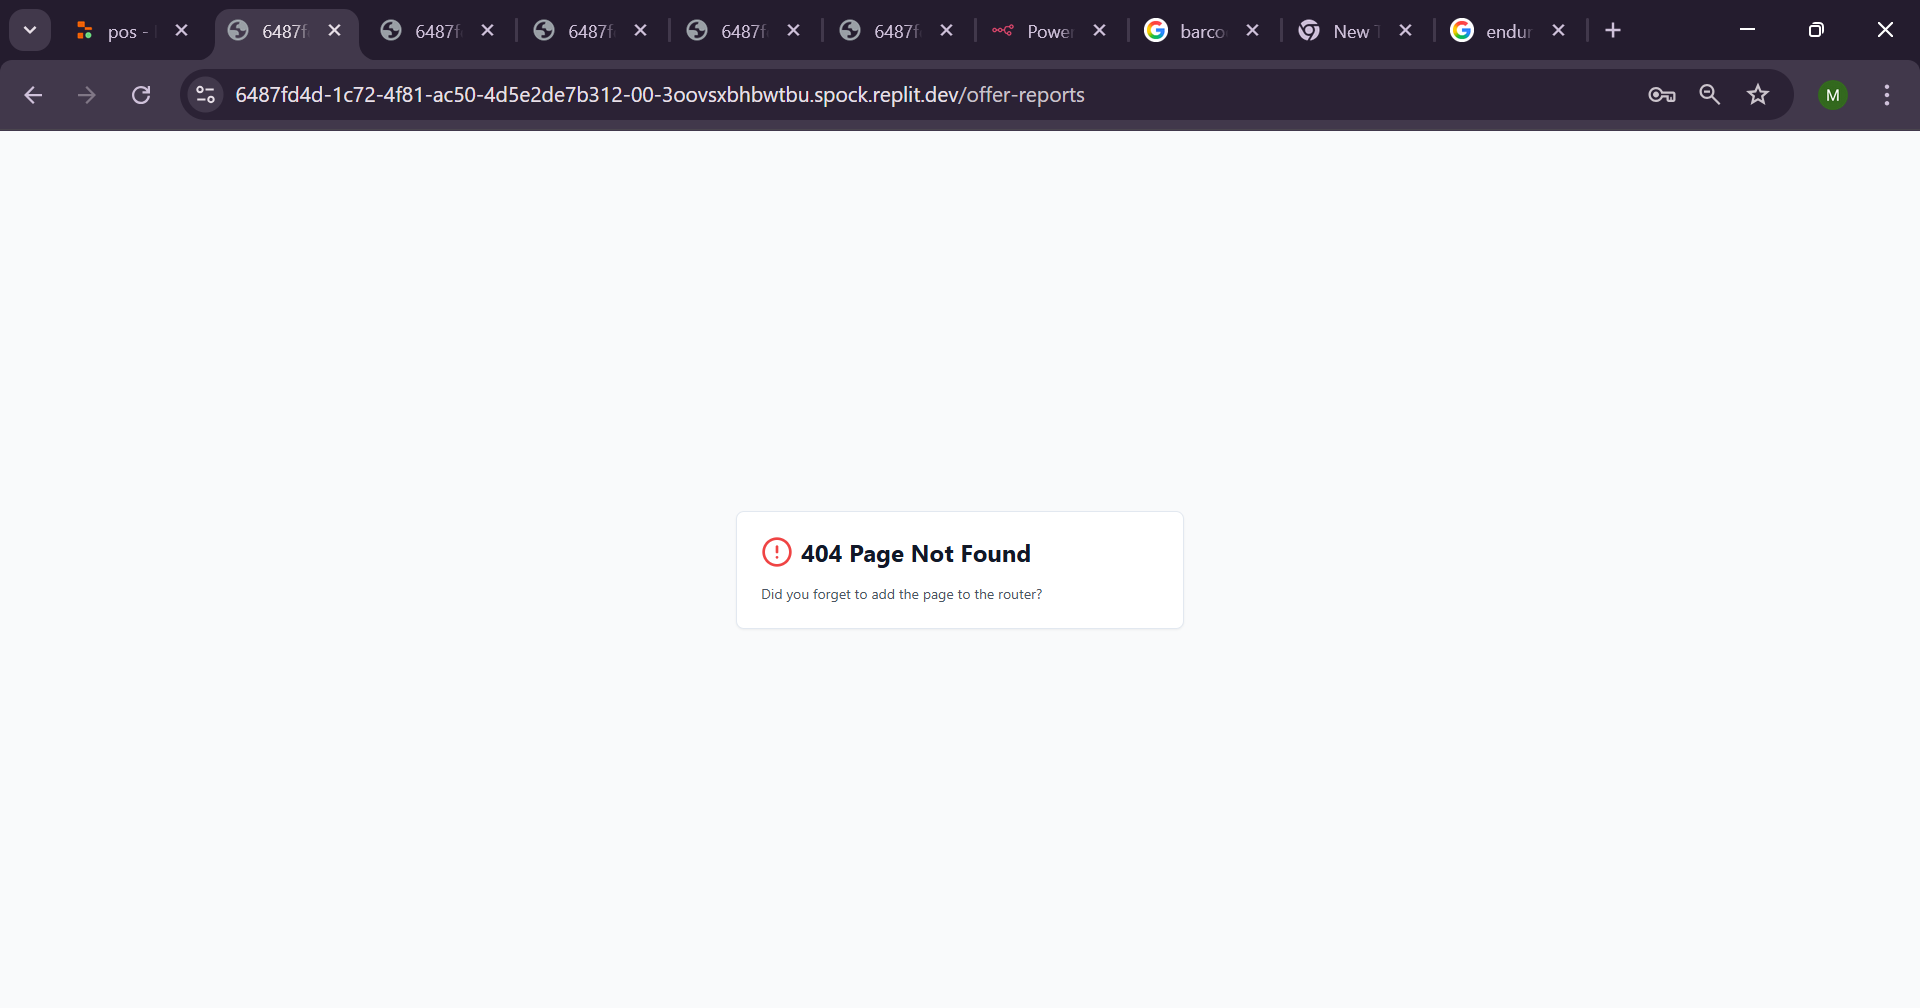 pos -
6487f
6487f
6487f
6487f
6487f
Power
barco
New T
endur
6487fd4d-1c72-4f81-ac50-4d5e2de7b312-00-3oovsxbhbwtbu.spock.replit.dev/offer-reports
M
404 Page Not Found
Did you forget to add the page to the router?